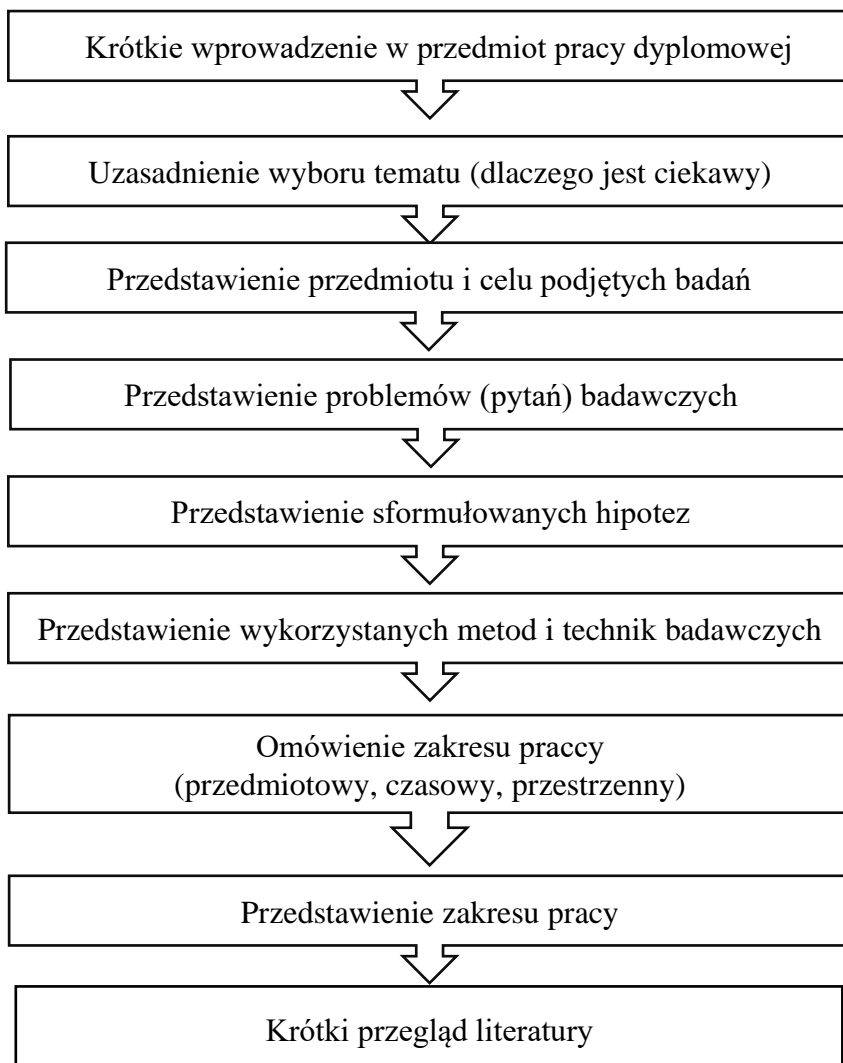 Krótkie wprowadzenie w przedmiot pracy dyplomowej
Uzasadnienie wyboru tematu (dlaczego jest ciekawy)
Przedstawienie przedmiotu i celu podjętych badań
Przedstawienie problemów (pytań) badawczych
Przedstawienie sformułowanych hipotez
Przedstawienie wykorzystanych metod i technik badawczych
Omówienie zakresu praccy
(przedmiotowy, czasowy, przestrzenny)
Przedstawienie zakresu pracy
Krótki przegląd literatury